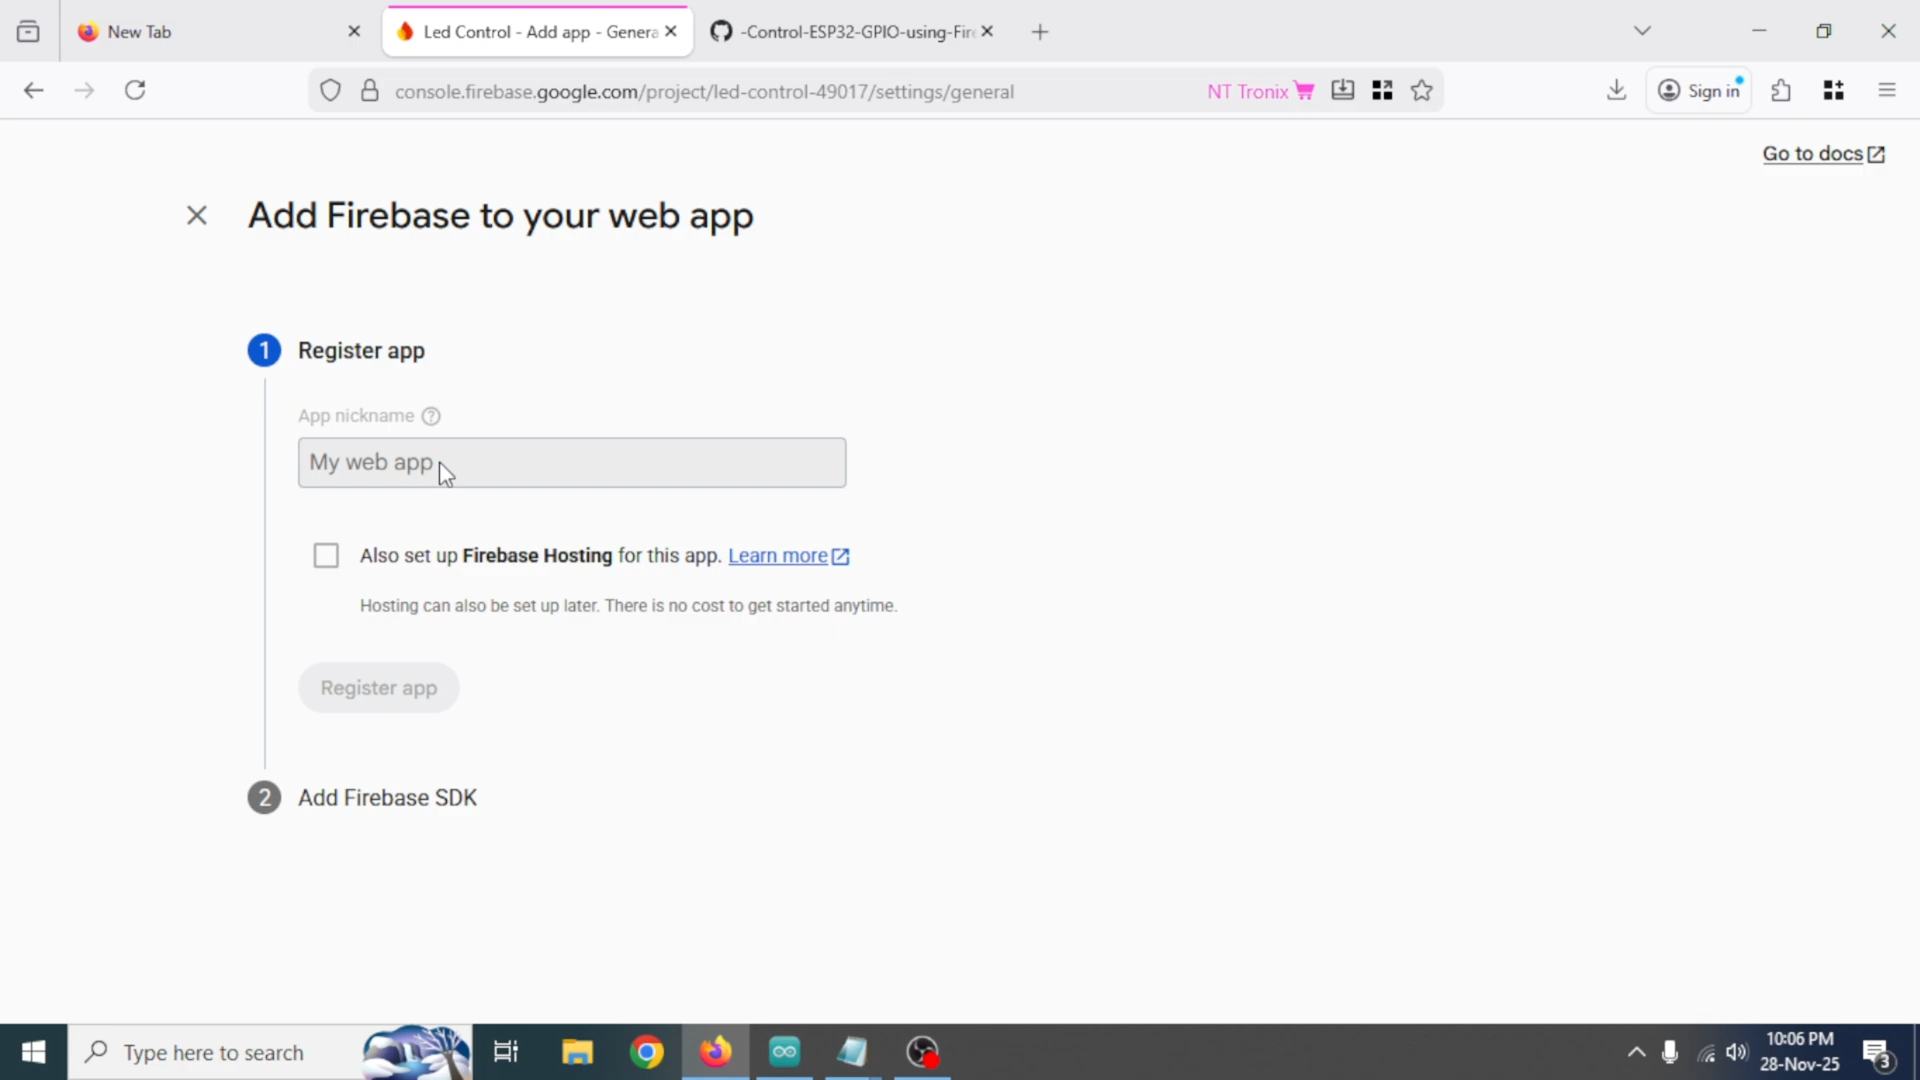 New Tab
Led Control - Add app - Genera
-Control-ESP32-GPIO-using-Fire
console.firebase.google.com/project/led-control-49017/settings/general
NT Tronix
Sign in
Go to docs
Add Firebase to your web app
1 Register app
App nickname
My web app
Also set up Firebase Hosting for this app. Learn more
Hosting can also be set up later. There is no cost to get started anytime.
Register app
2 Add Firebase SDK
Type here to search
10:06 PM
28-Nov-25
3